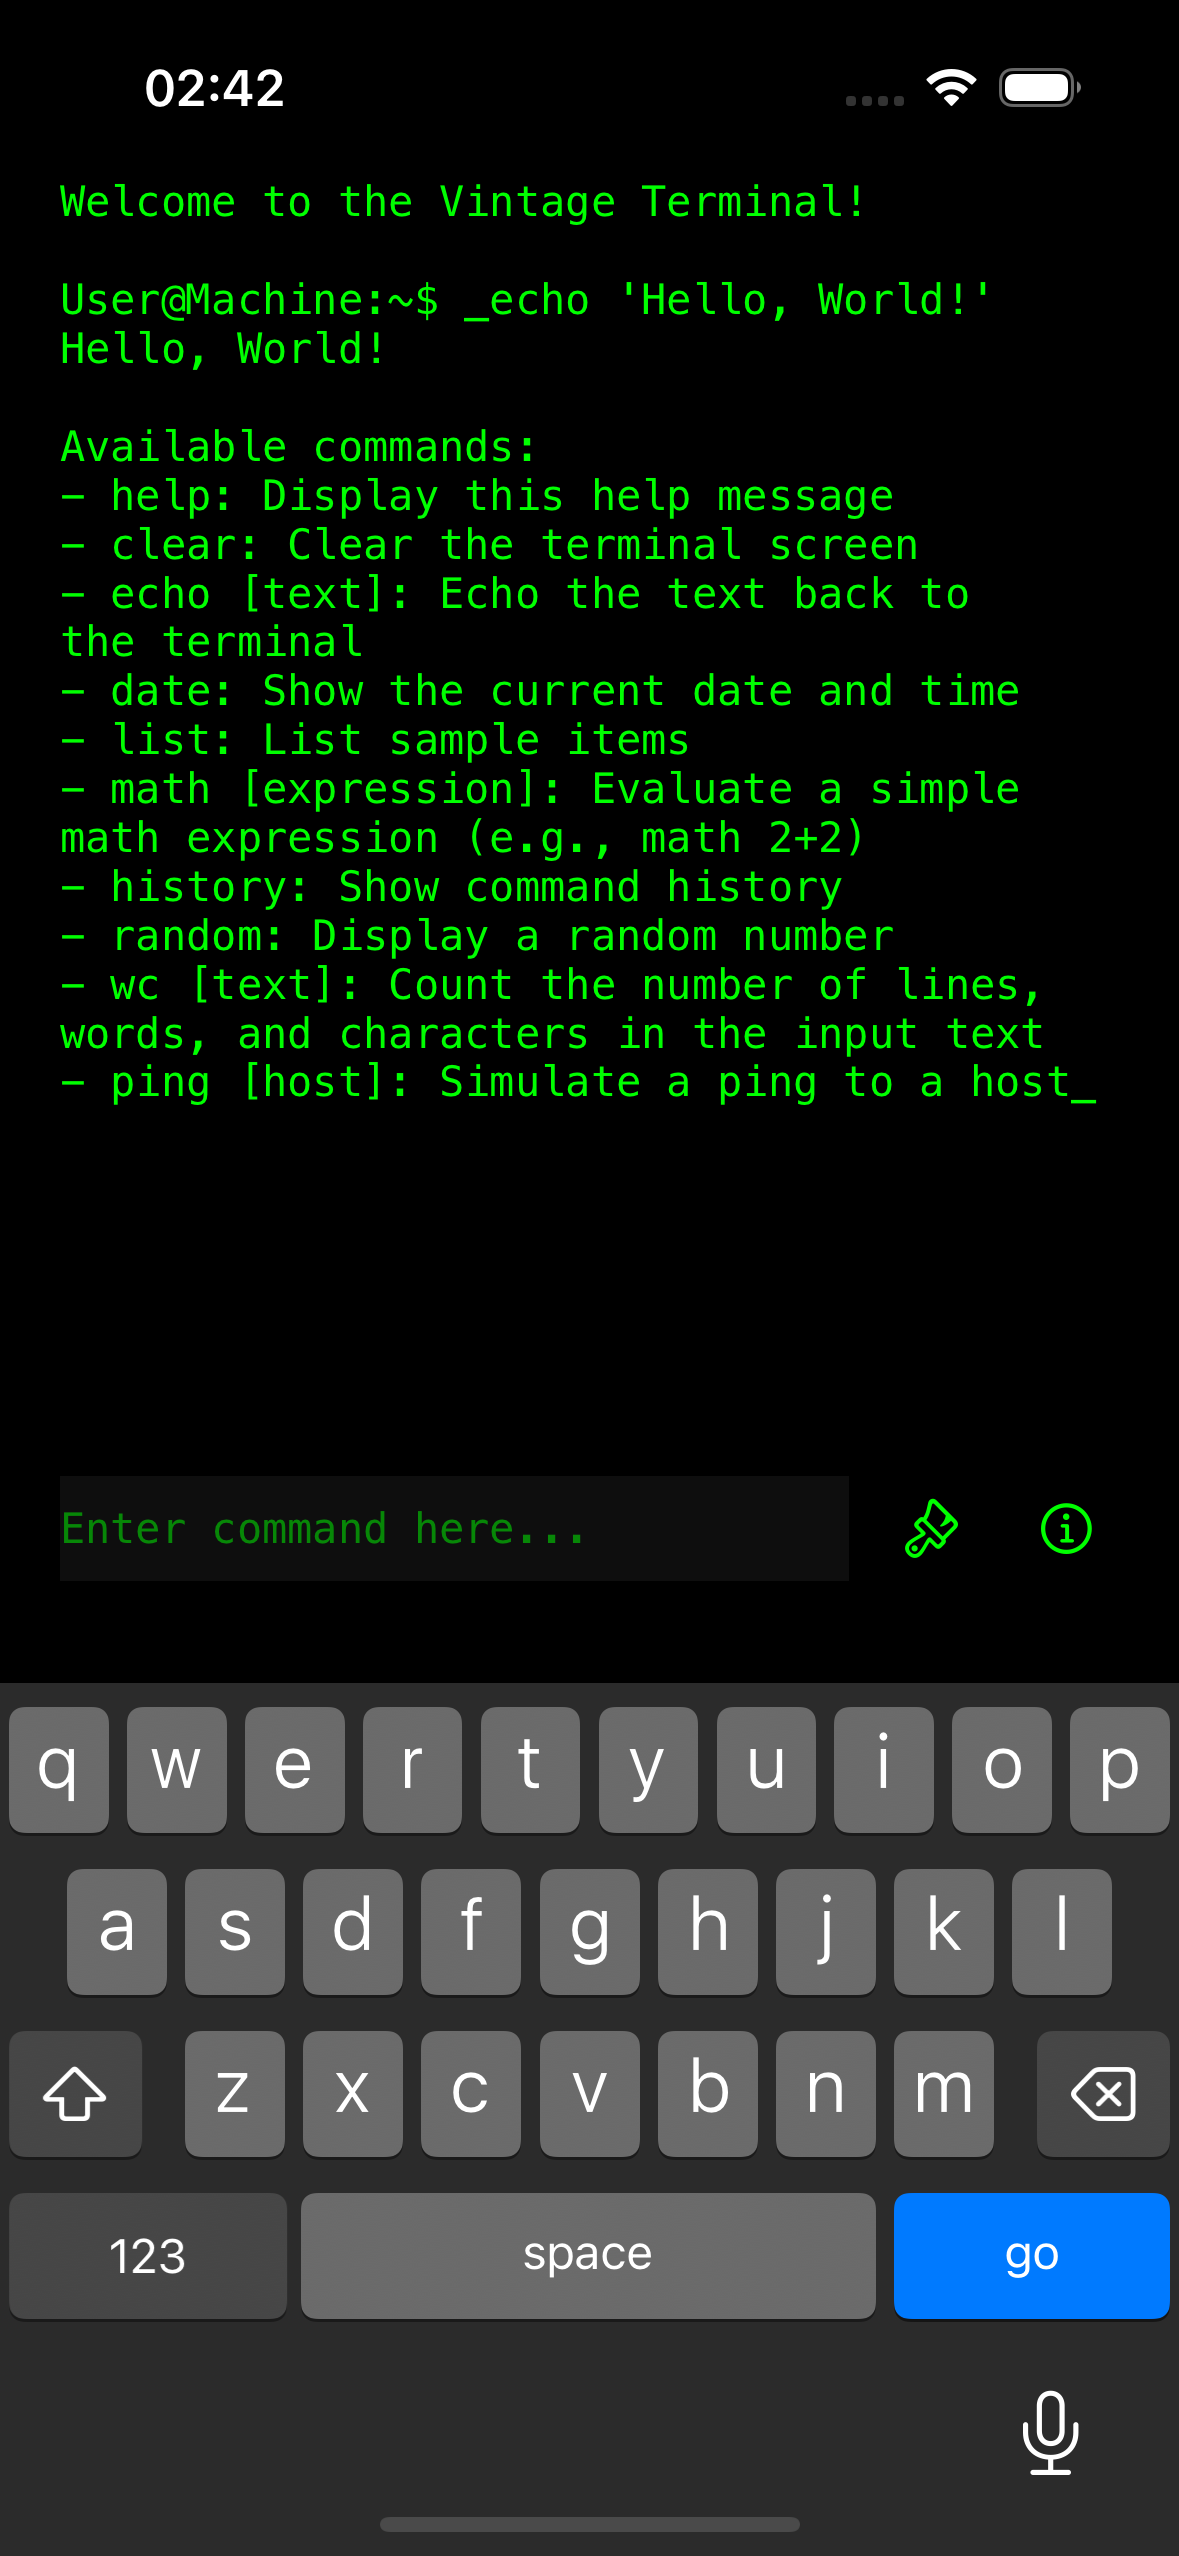 02:42
Welcome to the Vintage Terminal!
User@Machine:~$ _echo 'Hello, World!'
Hello, World!
Available commands:
– help: Display this help message
– clear: Clear the terminal screen
– echo [text]: Echo the text back to
the terminal
– date: Show the current date and time
– list: List sample items
– math [expression]: Evaluate a simple
math expression (e.g., math 2+2)
– history: Show command history
– random: Display a random number
– wc [text]: Count the number of lines,
words, and characters in the input text
– ping [host]: Simulate a ping to a host_
Enter command here...
q w e r t y u i o p
a s d f g h j k l
z x c v b n m
123 space go